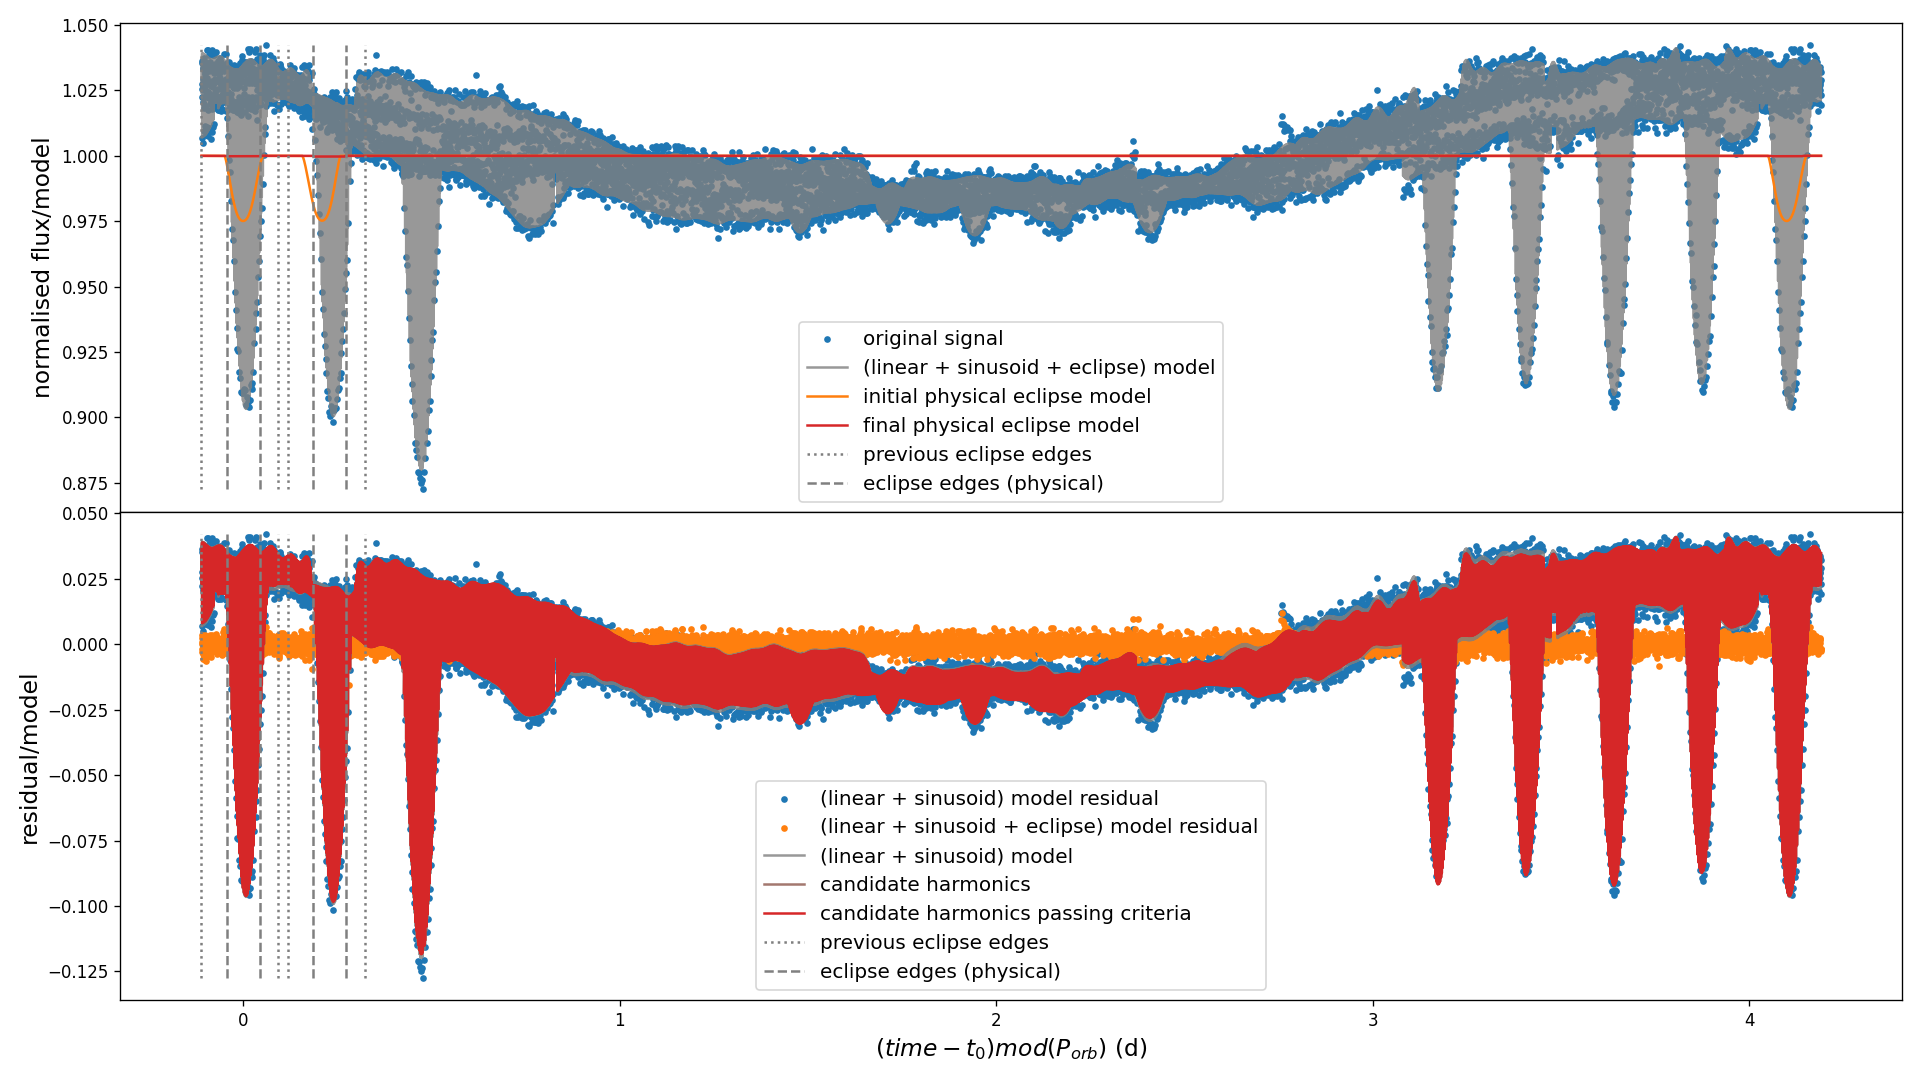 1.050
1.025
1.000
0.975
0.950
0.925
0.900
0.875
normalised flux/model
original signal
(linear + sinusoid + eclipse) model
initial physical eclipse model
final physical eclipse model
previous eclipse edges
eclipse edges (physical)
0.050
0.025
0.000
−0.025
−0.050
−0.075
−0.100
−0.125
residual/model
(linear + sinusoid) model residual
(linear + sinusoid + eclipse) model residual
(linear + sinusoid) model
candidate harmonics
candidate harmonics passing criteria
previous eclipse edges
eclipse edges (physical)
0 1 2 3 4
(time − t₀)mod(P_orb) (d)